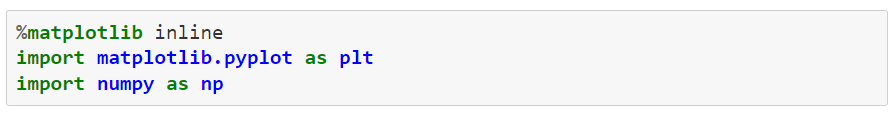 %matplotlib inline
import matplotlib.pyplot as plt
import numpy as np